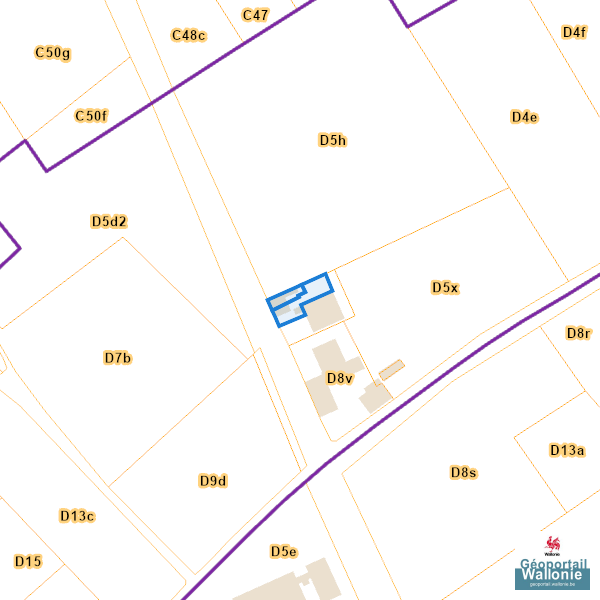 C47
D4f
C48c
C50g
C50f
D4e
D5h
D5d2
D5x
D8r
D7b
D8v
D13a
D8s
D9d
D13c
D5e
D15
Wallonie
Géoportail
Wallonie
geoportail.wallonie.be